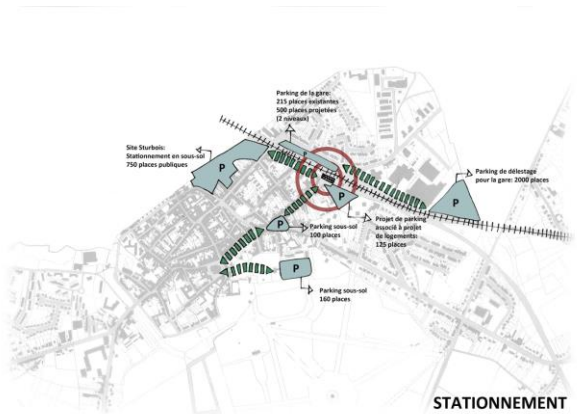 Parking de la gare:
215 places existantes
500 places projetées
(2 niveaux)
Site Sturbois:
Stationnement en sous-sol
750 places publiques
P
P
P
Parking de délestage
pour la gare: 2000 places
P
P
Projet de parking
associé à projet
de logements:
125 places
Parking sous-sol
100 places
P
Parking sous-sol
160 places
STATIONNEMENT